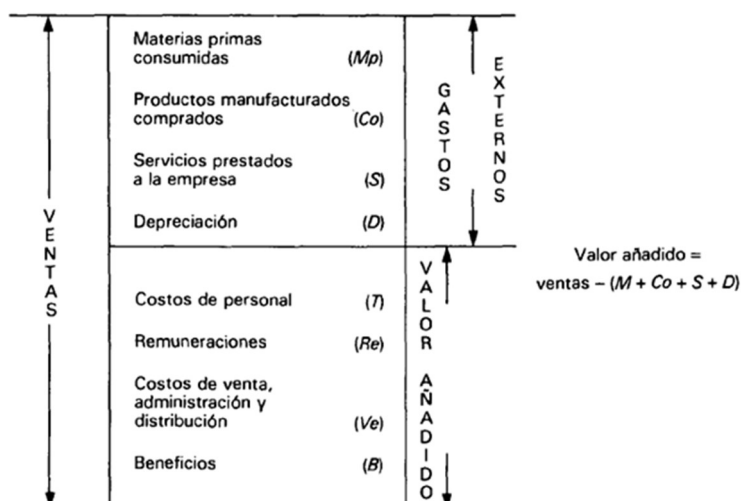 Materias primas
consumidas (Mp)
Productos manufacturados
comprados (Co)
Servicios prestados
a la empresa (S)
Depreciación (D)
GASTOS
EXTERNOS
VENTAS
Costos de personal (T)
Remuneraciones (Re)
Costos de venta,
administración y
distribución (Ve)
Beneficios (B)
VALOR AÑADIDO
Valor añadido =
ventas – (M + Co + S + D)